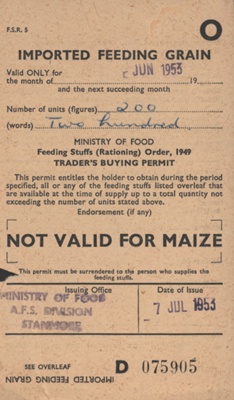 F.S.R. 5
O
IMPORTED FEEDING GRAIN
Valid ONLY for
the month of JUN 1953 19
and the next succeeding month
Number of units (figures) 200
(words) Two hundred
MINISTRY OF FOOD
Feeding Stuffs (Rationing) Order, 1949
TRADER'S BUYING PERMIT
This permit entitles the holder to obtain during the period
specified, all or any of the feeding stuffs listed overleaf that
are available at the time of supply up to a total quantity not
exceeding the number of units stated above.
Endorsement (if any)
NOT VALID FOR MAIZE
This permit must be surrendered to the person who supplies the
feeding stuffs.
Issuing Office
Date of Issue
MINISTRY OF FOOD
A.F.S. DIVISION
STANMORE
7 JUL 1953
SEE OVERLEAF
D 075905
IMPORTED FEEDING GRAIN